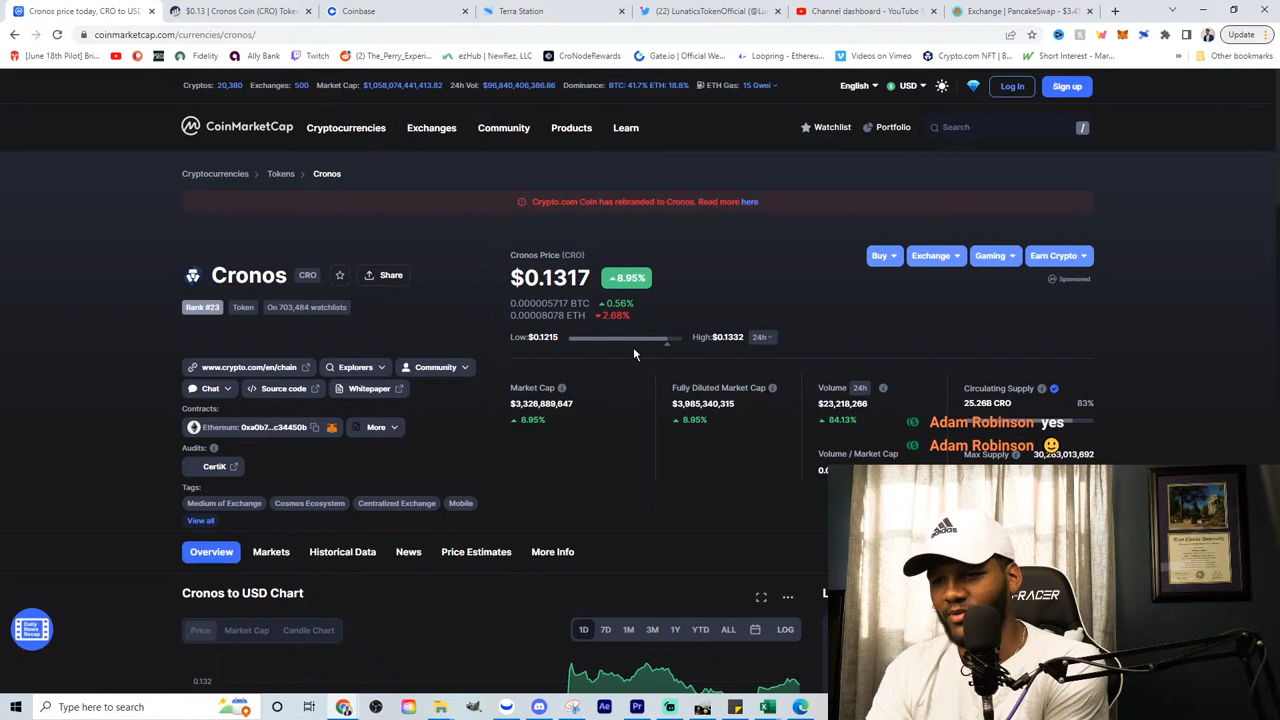 Cronos price today, CRO to USD
$0.13 | Cronos Coin (CRO) Token
Coinbase
Terra Station
(22) LunaticsTokenOfficial (@Lu
Channel dashboard - YouTube S
Exchange | PancakeSwap - $3.4
coinmarketcap.com/currencies/cronos/
Update
[June 18th Pilot] Bri...
Fidelity
Ally Bank
Twitch
(2) The_Perry_Experi...
ezHub | NewRez, LLC
CroNodeRewards
Gate.io | Official We...
Loopring - Ethereu...
Videos on Vimeo
Crypto.com NFT | B...
Short Interest - Mar...
»
Other bookmarks
Cryptos: 20,380
Exchanges: 500
Market Cap: $1,058,074,441,413.82
24h Vol: $96,840,406,386.86
Dominance: BTC: 41.7% ETH: 18.8%
ETH Gas: 15 Gwei
English
USD
Log In
Sign up
CoinMarketCap
Cryptocurrencies
Exchanges
Community
Products
Learn
Watchlist
Portfolio
Search
/
Cryptocurrencies
Tokens
Cronos
Crypto.com Coin has rebranded to Cronos. Read more here
Cronos
CRO
Share
Rank #23
Token
On 703,484 watchlists
Cronos Price (CRO)
$0.1317
8.95%
0.000005717 BTC 0.56%
0.00008078 ETH 2.68%
Low: $0.1215
High: $0.1332
24h
Buy
Exchange
Gaming
Earn Crypto
Sponsored
www.crypto.com/en/chain
Explorers
Community
Chat
Source code
Whitepaper
Contracts:
Ethereum: 0xa0b7...c34450b
More
Audits:
CertiK
Tags:
Medium of Exchange
Cosmos Ecosystem
Centralized Exchange
Mobile
View all
Market Cap
$3,326,889,647
8.95%
Fully Diluted Market Cap
$3,985,340,315
8.95%
Volume 24h
$23,218,266
84.13%
Volume / Market Cap
Circulating Supply
25.26B CRO
83%
Max Supply
Adam Robinson yes
Adam Robinson
Overview
Markets
Historical Data
News
Price Estimates
More Info
Cronos to USD Chart
Price
Market Cap
Candle Chart
1D
7D
1M
3M
1Y
YTD
ALL
LOG
0.132
Daily
News
Recap
Type here to search